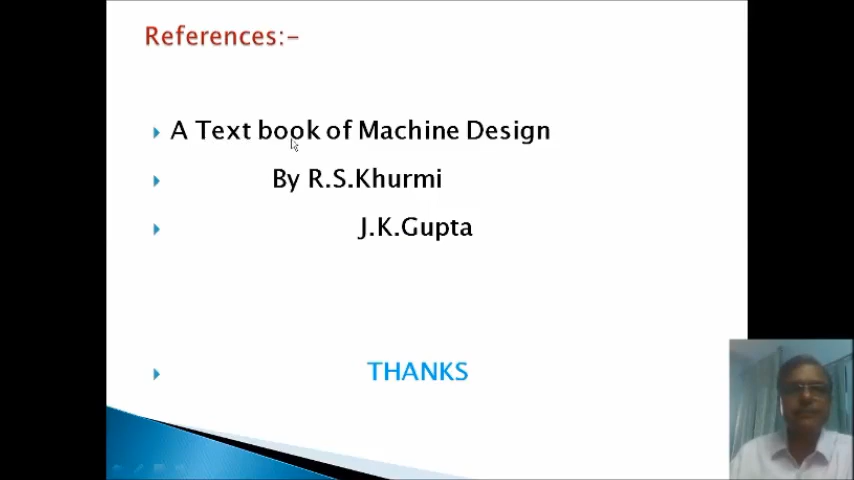 References:-
A Text book of Machine Design
By R.S.Khurmi
J.K.Gupta
THANKS